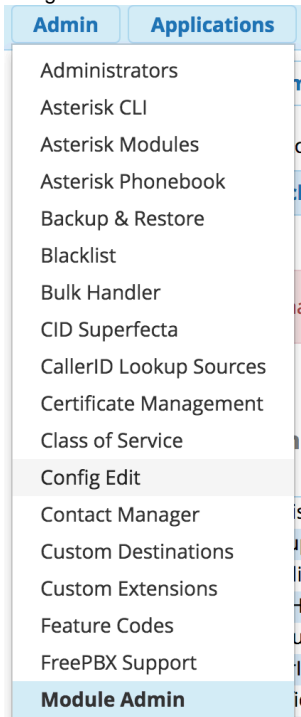 Admin
Applications
Administrators
Asterisk CLI
Asterisk Modules
Asterisk Phonebook
Backup & Restore
Blacklist
Bulk Handler
CID Superfecta
CallerID Lookup Sources
Certificate Management
Class of Service
Config Edit
Contact Manager
Custom Destinations
Custom Extensions
Feature Codes
FreePBX Support
Module Admin